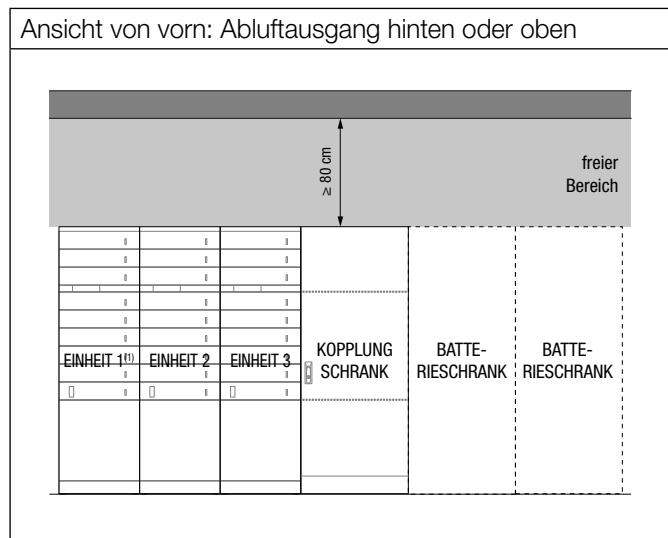 Ansicht von vorn: Abluftausgang hinten oder oben
≥ 80 cm
freier
Bereich
EINHEIT 1⁽¹⁾
EINHEIT 2
EINHEIT 3
KOPPLUNG
SCHRANK
BATTE-
RIESCHRANK
BATTE-
RIESCHRANK